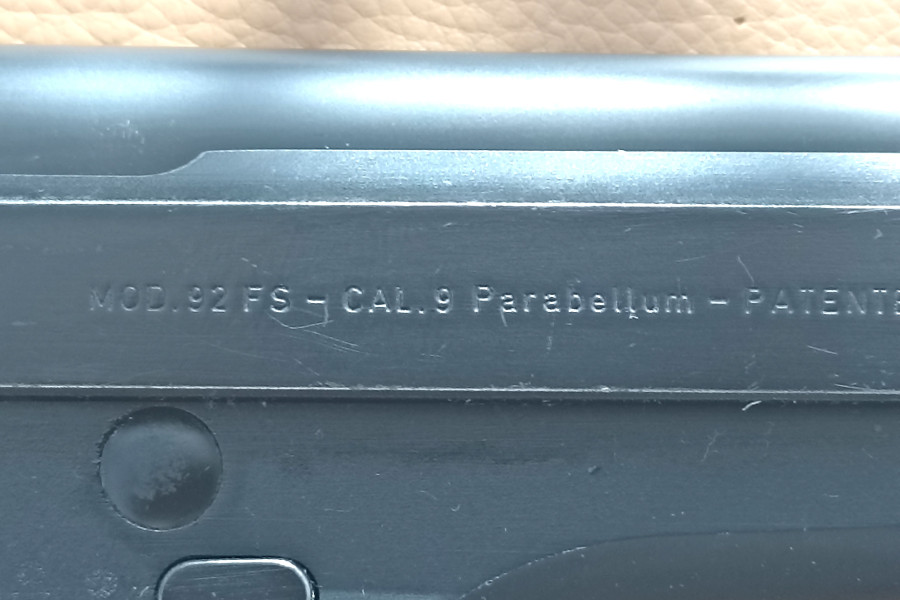 MOD.92 FS - CAL.9 Parabellum - PATENTE